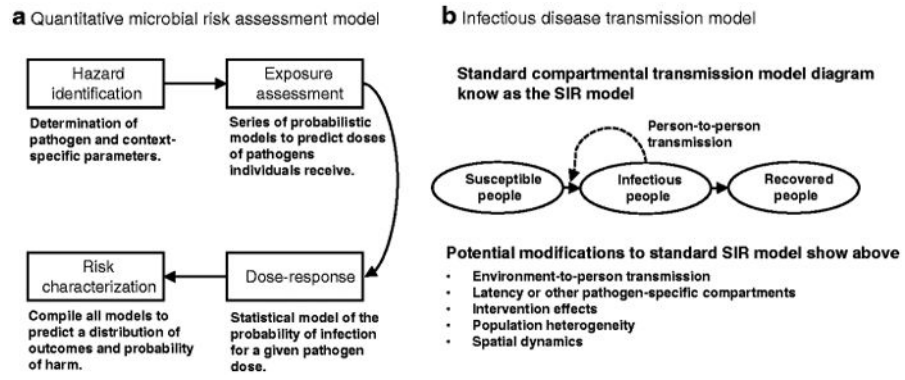 a Quantitative microbial risk assessment model
Hazard
identification
Determination of
pathogen and context-
specific parameters.
Exposure
assessment
Series of probabilistic
models to predict doses
of pathogens
individuals receive.
Dose-response
Statistical model of the
probability of infection
for a given pathogen
dose.
Risk
characterization
Compile all models to
predict a distribution of
outcomes and probability
of harm.
b Infectious disease transmission model
Standard compartmental transmission model diagram
know as the SIR model
Person-to-person
transmission
Susceptible
people
Infectious
people
Recovered
people
Potential modifications to standard SIR model show above
• Environment-to-person transmission
• Latency or other pathogen-specific compartments
• Intervention effects
• Population heterogeneity
• Spatial dynamics